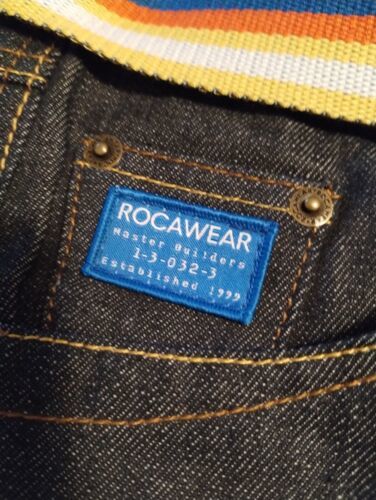 ROCAWEAR
Master Builders
1-3-032-3
Established 1999